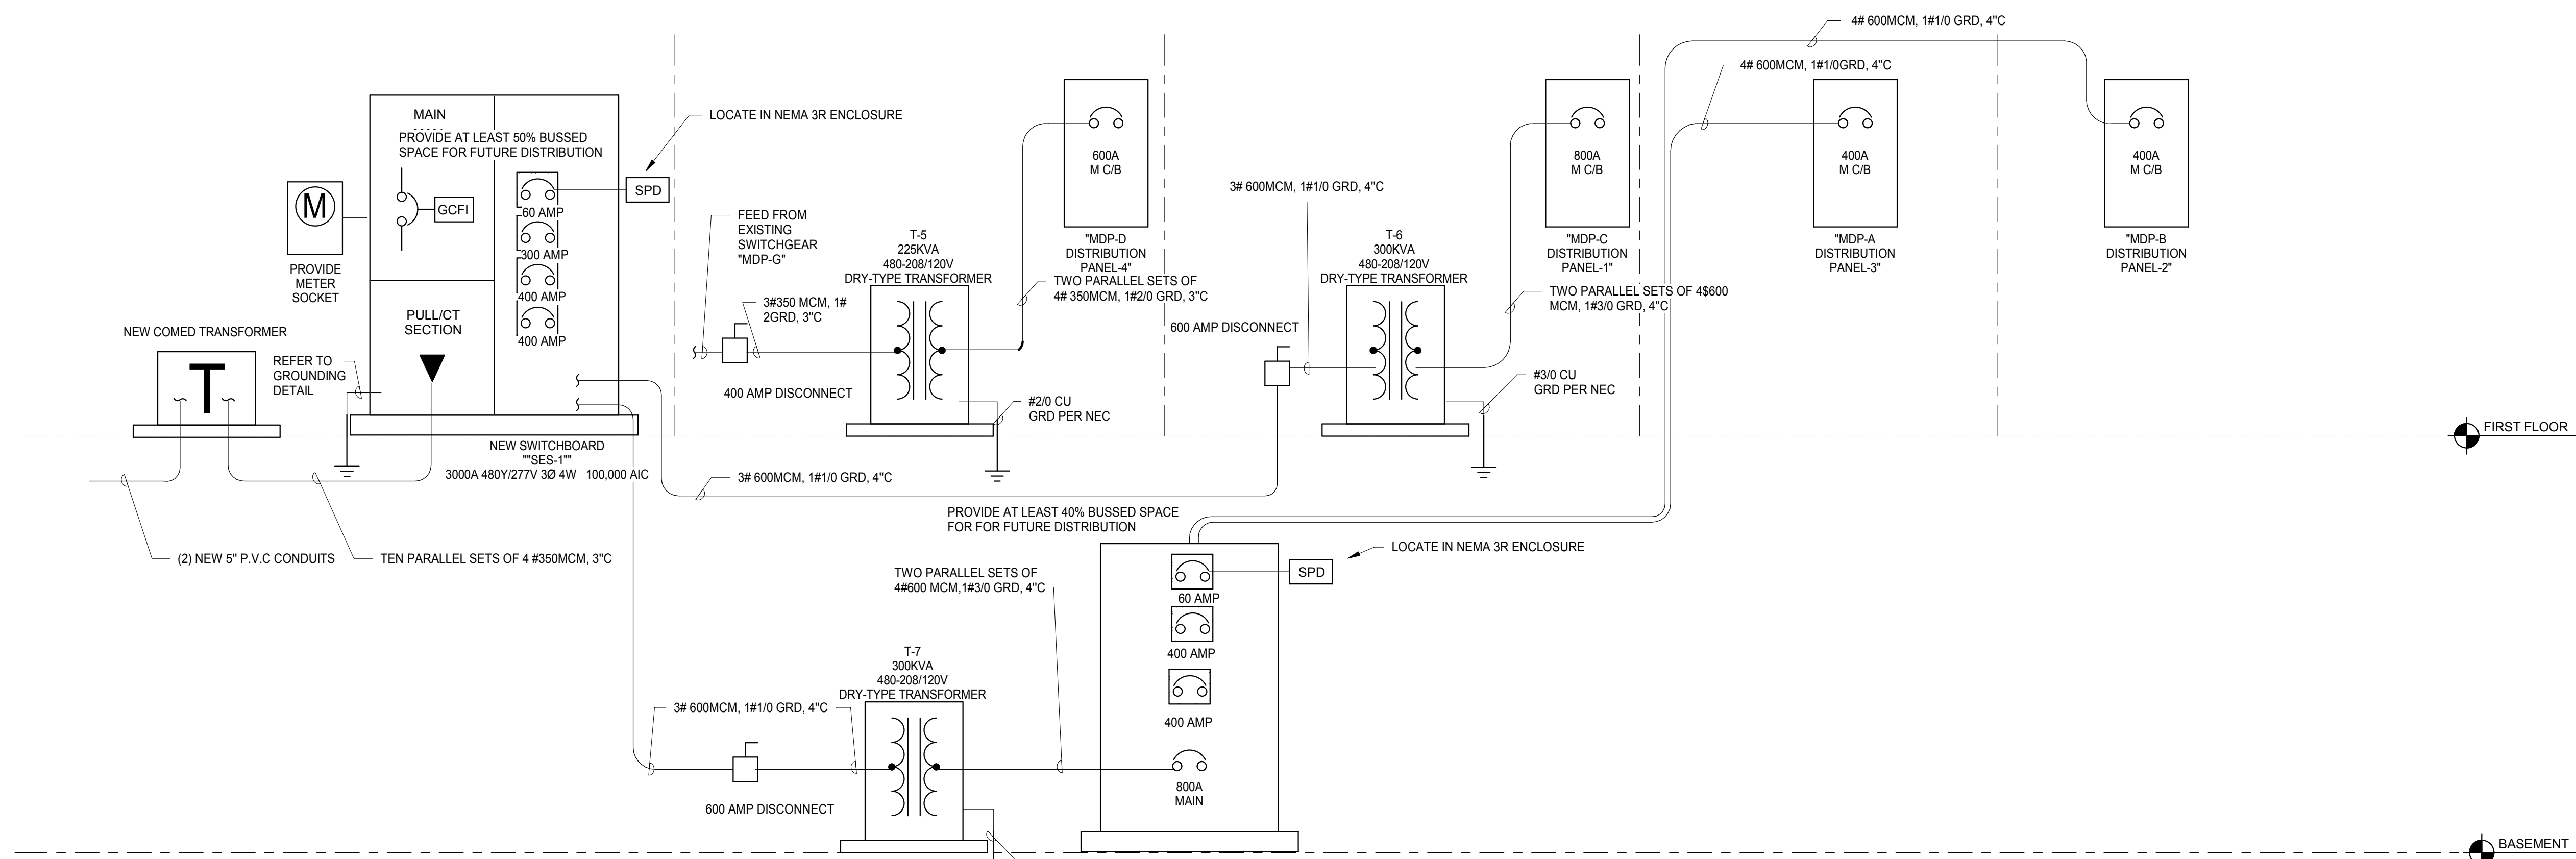 4# 600MCM, 1#1/0 GRD, 4"C
4# 600MCM, 1#1/0GRD, 4"C
MAIN
PROVIDE AT LEAST 50% BUSSED
SPACE FOR FUTURE DISTRIBUTION
LOCATE IN NEMA 3R ENCLOSURE
SPD
GCFI
60 AMP
300 AMP
400 AMP
400 AMP
M
PROVIDE
METER
SOCKET
PULL/CT
SECTION
NEW COMED TRANSFORMER
T
REFER TO
GROUNDING
DETAIL
NEW SWITCHBOARD
""SES-1""
3000A 480Y/277V 3Ø 4W 100,000 AIC
(2) NEW 5" P.V.C CONDUITS
TEN PARALLEL SETS OF 4 #350MCM, 3"C
FEED FROM
EXISTING
SWITCHGEAR
"MDP-G"
3#350 MCM, 1#
2GRD, 3"C
400 AMP DISCONNECT
T-5
225KVA
480-208/120V
DRY-TYPE TRANSFORMER
600A
M C/B
"MDP-D
DISTRIBUTION
PANEL-4"
TWO PARALLEL SETS OF
4# 350MCM, 1#2/0 GRD, 3"C
#2/0 CU
GRD PER NEC
3# 600MCM, 1#1/0 GRD, 4"C
600 AMP DISCONNECT
T-6
300KVA
480-208/120V
DRY-TYPE TRANSFORMER
800A
M C/B
"MDP-C
DISTRIBUTION
PANEL-1"
TWO PARALLEL SETS OF 4$600
MCM, 1#3/0 GRD, 4"C
#3/0 CU
GRD PER NEC
400A
M C/B
"MDP-A
DISTRIBUTION
PANEL-3"
400A
M C/B
"MDP-B
DISTRIBUTION
PANEL-2"
FIRST FLOOR
3# 600MCM, 1#1/0 GRD, 4"C
PROVIDE AT LEAST 40% BUSSED SPACE
FOR FOR FUTURE DISTRIBUTION
LOCATE IN NEMA 3R ENCLOSURE
SPD
60 AMP
400 AMP
400 AMP
800A
MAIN
TWO PARALLEL SETS OF
4#600 MCM,1#3/0 GRD, 4"C
T-7
300KVA
480-208/120V
DRY-TYPE TRANSFORMER
3# 600MCM, 1#1/0 GRD, 4"C
600 AMP DISCONNECT
BASEMENT